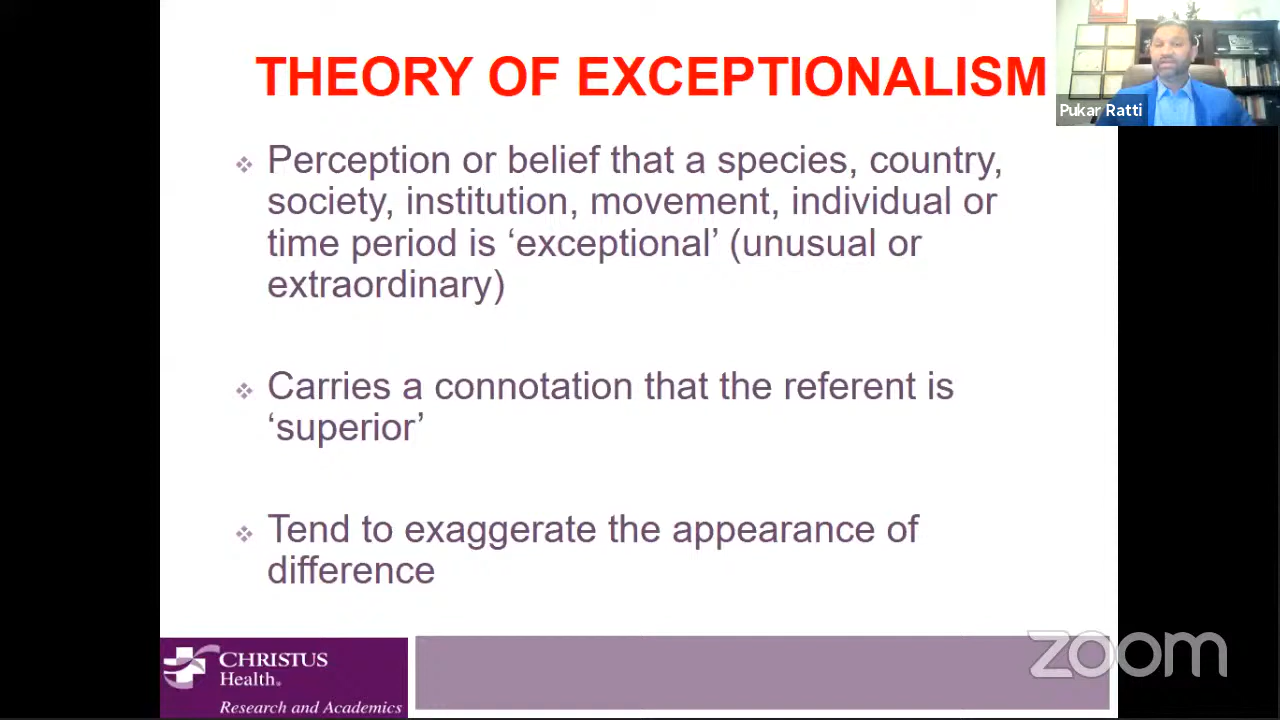 THEORY OF EXCEPTIONALISM
Pukar Ratti
❖ Perception or belief that a species, country,
society, institution, movement, individual or
time period is ‘exceptional’ (unusual or
extraordinary)
❖ Carries a connotation that the referent is
‘superior’
❖ Tend to exaggerate the appearance of
difference
CHRISTUS
Health.
Research and Academics
zoom